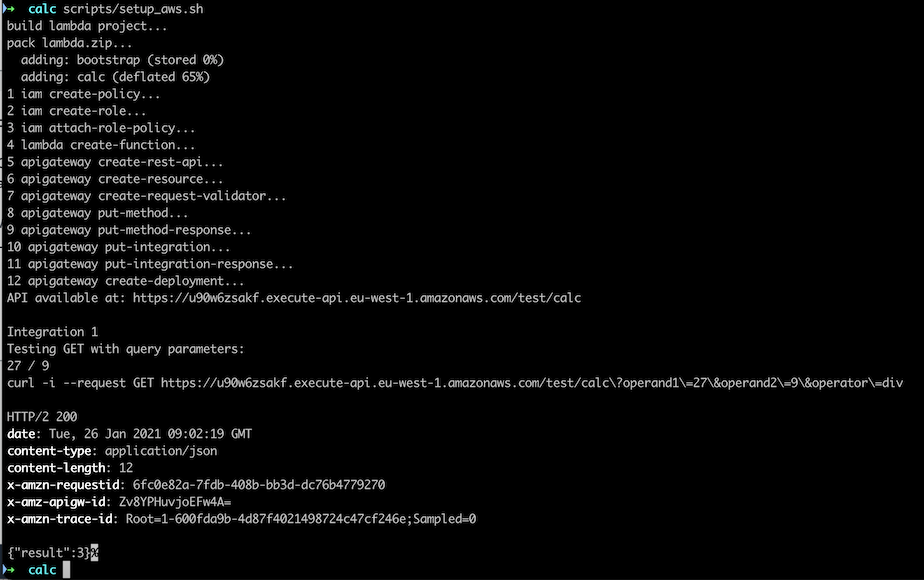 ➜ calc scripts/setup_aws.sh
build lambda project...
pack lambda.zip...
  adding: bootstrap (stored 0%)
  adding: calc (deflated 65%)
1 iam create-policy...
2 iam create-role...
3 iam attach-role-policy...
4 lambda create-function...
5 apigateway create-rest-api...
6 apigateway create-resource...
7 apigateway create-request-validator...
8 apigateway put-method...
9 apigateway put-method-response...
10 apigateway put-integration...
11 apigateway put-integration-response...
12 apigateway create-deployment...
API available at: https://u90w6zsakf.execute-api.eu-west-1.amazonaws.com/test/calc

Integration 1
Testing GET with query parameters:
27 / 9
curl -i --request GET https://u90w6zsakf.execute-api.eu-west-1.amazonaws.com/test/calc\?operand1\=27\&operand2\=9\&operator\=div

HTTP/2 200
date: Tue, 26 Jan 2021 09:02:19 GMT
content-type: application/json
content-length: 12
x-amzn-requestid: 6fc0e82a-7fdb-408b-bb3d-dc76b4779270
x-amz-apigw-id: Zv8YPHuvjoEFw4A=
x-amzn-trace-id: Root=1-600fda9b-4d87f4021498724c47cf246e;Sampled=0

{"result":3}%
➜ calc